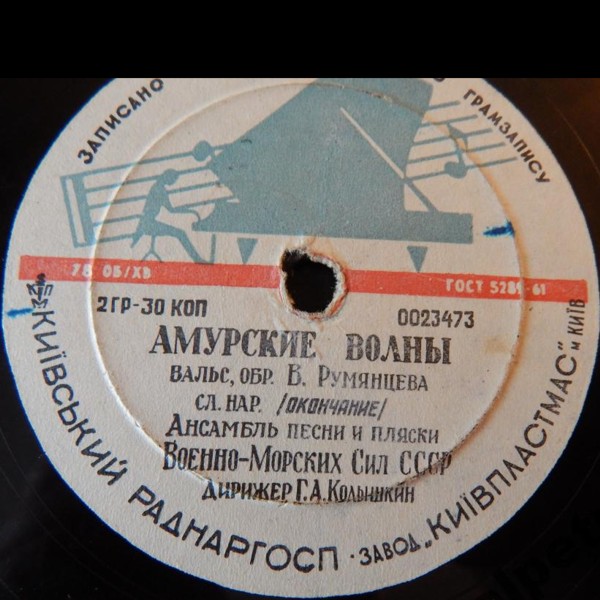 ЗАПИСАНО
ГРАМЗАПИСУ
78 ОБ/ХВ
ГОСТ 5289-61
2ГР-30 КОП
0023473
АМУРСКИЕ ВОЛНЫ
ВАЛЬС, ОБР. В. РУМЯНЦЕВА
СЛ. НАР. /ОКОНЧАНИЕ/
АНСАМБЛЬ ПЕСНИ И ПЛЯСКИ
ВОЕННО-МОРСКИХ СИЛ СССР
ДИРИЖЕР Г.А. КОЛЬИНКИН
КИЇВСЬКИЙ РАДНАРГОСП · ЗАВОД „КИЇВПЛАСТМАС" М КИЇВ